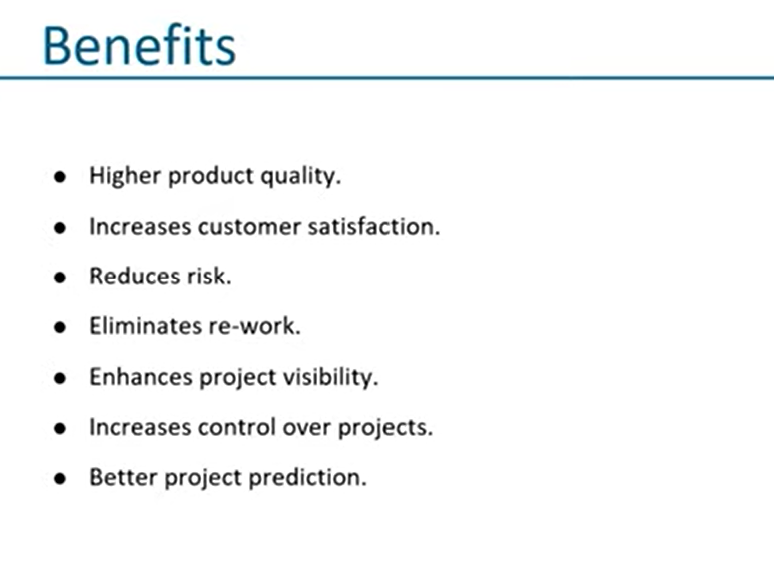 Benefits
● Higher product quality.
● Increases customer satisfaction.
● Reduces risk.
● Eliminates re-work.
● Enhances project visibility.
● Increases control over projects.
● Better project prediction.